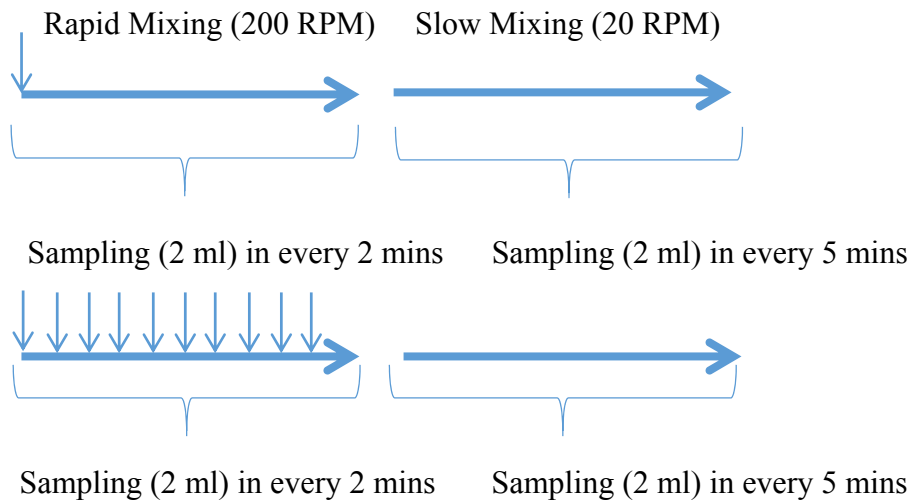 Rapid Mixing (200 RPM) Slow Mixing (20 RPM)
Sampling (2 ml) in every 2 mins Sampling (2 ml) in every 5 mins
Sampling (2 ml) in every 2 mins Sampling (2 ml) in every 5 mins